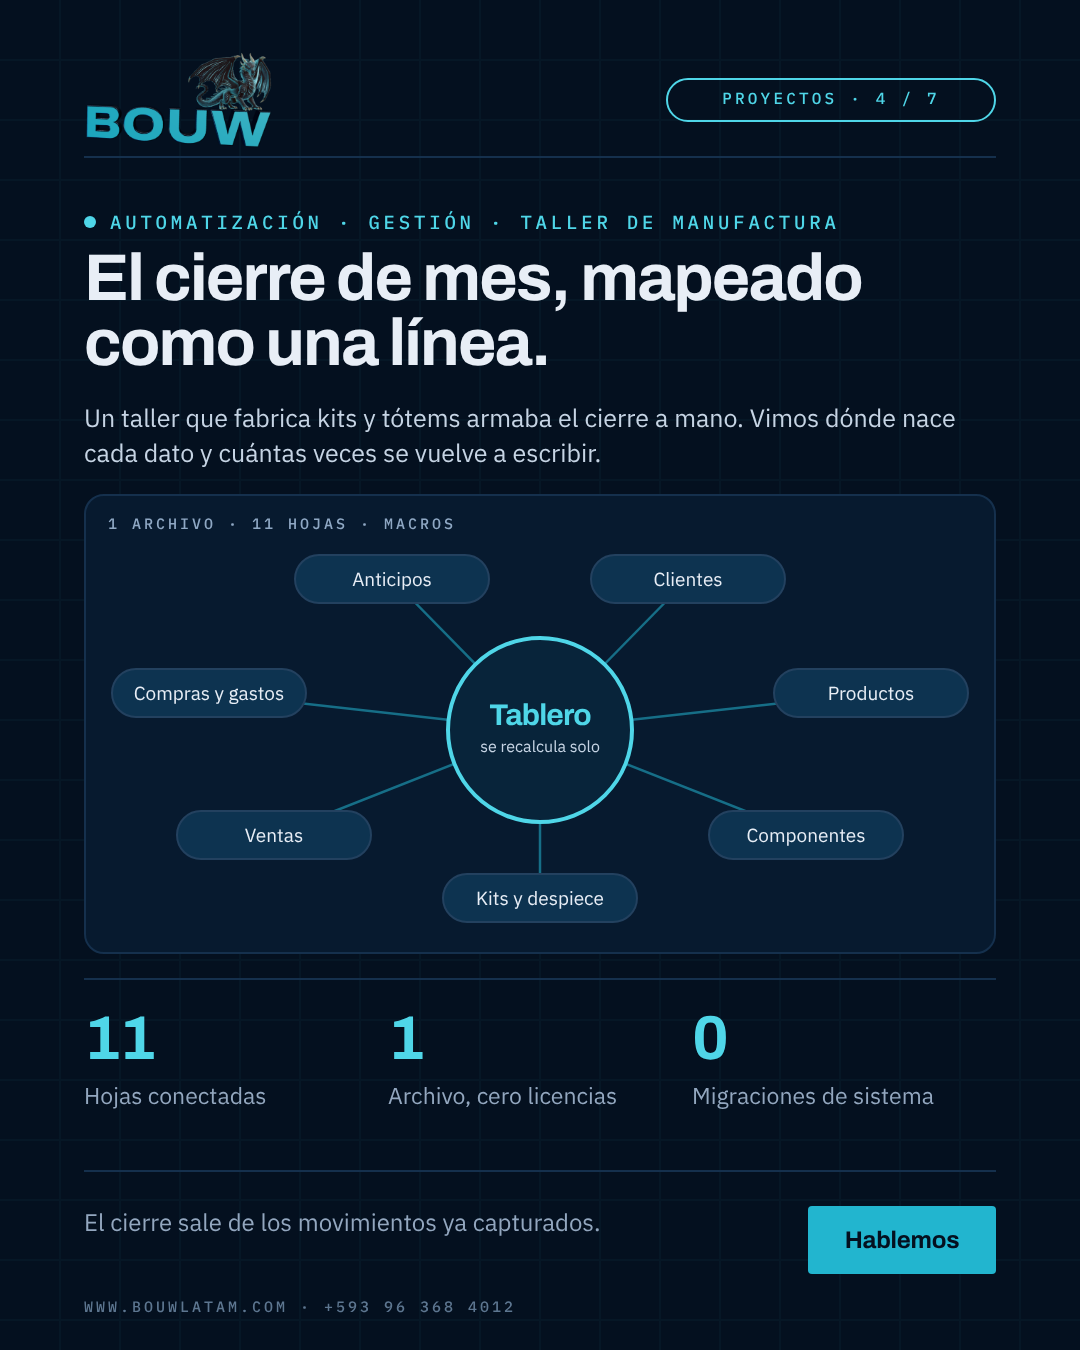 BOUW
PROYECTOS · 4 / 7
AUTOMATIZACIÓN · GESTIÓN · TALLER DE MANUFACTURA
El cierre de mes, mapeado
como una línea.
Un taller que fabrica kits y tótems armaba el cierre a mano. Vimos dónde nace
cada dato y cuántas veces se vuelve a escribir.
1 ARCHIVO · 11 HOJAS · MACROS
Anticipos
Clientes
Compras y gastos
Productos
Tablero
se recalcula solo
Ventas
Componentes
Kits y despiece
11
Hojas conectadas
1
Archivo, cero licencias
0
Migraciones de sistema
El cierre sale de los movimientos ya capturados.
Hablemos
WWW.BOUWLATAM.COM · +593 96 368 4012